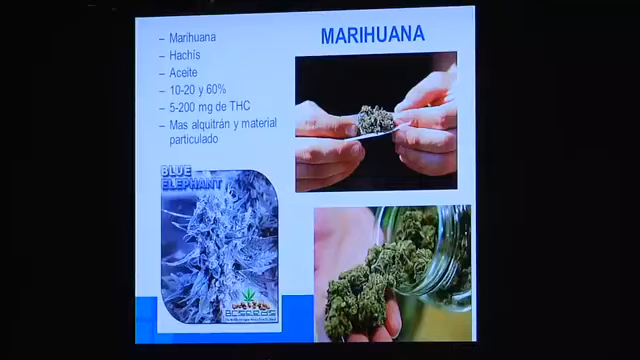 MARIHUANA
– Marihuana
– Hachís
– Aceite
– 10-20 y 60%
– 5-200 mg de THC
– Mas alquitrán y material
particulado
BLUE
ELEPHANT